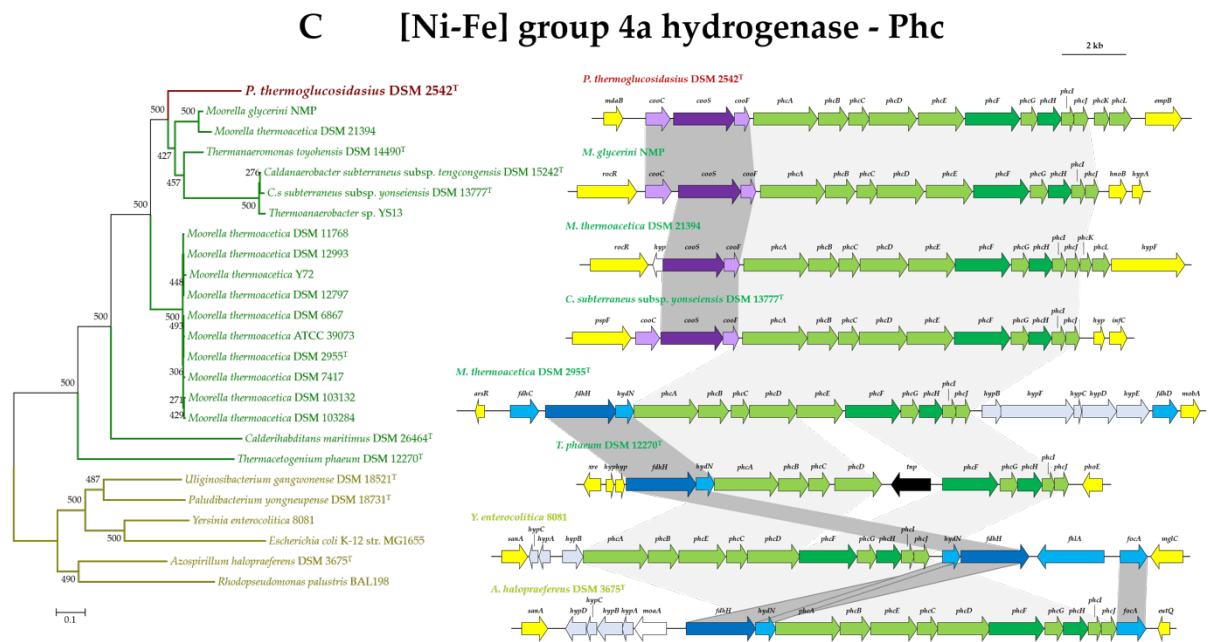 C [Ni-Fe] group 4a hydrogenase - Phc
2 kb
P. thermoglucosidasius DSM 2542ᵀ
Moorella glycerini NMP
Moorella thermoacetica DSM 21394
Thermanaeromonas toyohensis DSM 14490ᵀ
Caldanaerobacter subterraneus subsp. tengcongensis DSM 15242ᵀ
C.s subterraneus subsp. yonseiensis DSM 13777ᵀ
Thermoanaerobacter sp. YS13
Moorella thermoacetica DSM 11768
Moorella thermoacetica DSM 12993
Moorella thermoacetica Y72
Moorella thermoacetica DSM 12797
Moorella thermoacetica DSM 6867
Moorella thermoacetica ATCC 39073
Moorella thermoacetica DSM 2955ᵀ
Moorella thermoacetica DSM 7417
Moorella thermoacetica DSM 103132
Moorella thermoacetica DSM 103284
Calderihabditans maritimus DSM 26464ᵀ
Thermacetogenium phaeum DSM 12270ᵀ
Uliginosibacterium gangwonense DSM 18521ᵀ
Paludibacterium yongneupense DSM 18731ᵀ
Yersinia enterocolitica 8081
Escherichia coli K-12 str. MG1655
Azospirillum halopraeferens DSM 3675ᵀ
Rhodopseudomonas palustris BAL198
500
500
427
457
276
500
500
448
500
493
306
271
429
500
500
487
500
500
490
0.1
P. thermoglucosidasius DSM 2542ᵀ
mdaB cooC cooS cooF phcA phcB phcC phcD phcE phcF phcG phcH phcI phcJ phcK phcL empB
M. glycerini NMP
rocR cooC cooS cooF phcA phcB phcC phcD phcE phcF phcG phcH phcI phcJ hnoB hypA
M. thermoacetica DSM 21394
rocR hyp cooS cooF phcA phcB phcC phcD phcE phcF phcG phcH phcI phcJ phcK phcL hypF
C. subterraneus subsp. yonseiensis DSM 13777ᵀ
pspF cooC cooS cooF phcA phcB phcC phcD phcE phcF phcG phcH phcI phcJ hyp infC
M. thermoacetica DSM 2955ᵀ
arsR fdhC fdhH hydN phcA phcB phcC phcD phcE phcF phcG phcH phcI phcJ hypB hypF hypC hypD hypE fdhD mobA
T. phaeum DSM 12270ᵀ
xre hyp hyp fdhH hydN phcA phcB phcC phcD tnp phcF phcG phcH phcI phcJ phoE
Y. enterocolitica 8081
sanA hypC hypA hypB phcA phcB phcE phcC phcD phcF phcG phcH phcI phcJ hydN fdhH fhlA focA mglC
A. halopraeferens DSM 3675ᵀ
sanA hypD hypC hypB hypA moaA fdhH hydN phcA phcB phcE phcC phcD phcF phcG phcH phcI phcJ focA eutQ